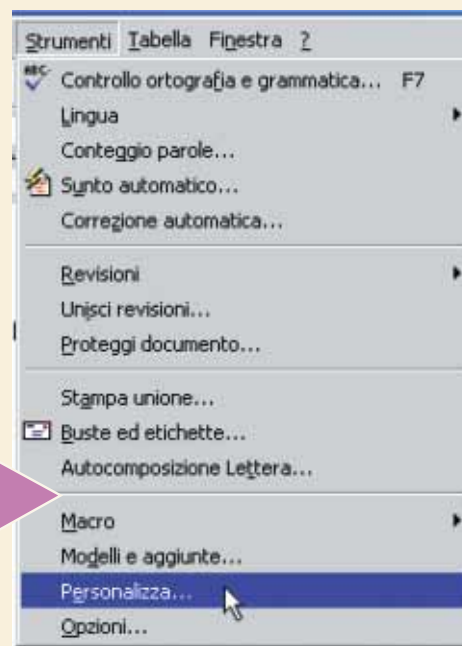 Strumenti Tabella Finestra ?
ABC Controllo ortografia e grammatica... F7
Lingua
Conteggio parole...
Sunto automatico...
Correzione automatica...
Revisioni
Unisci revisioni...
Proteggi documento...
Stampa unione...
Buste ed etichette...
Autocomposizione Lettera...
Macro
Modelli e aggiunte...
Personalizza...
Opzioni...